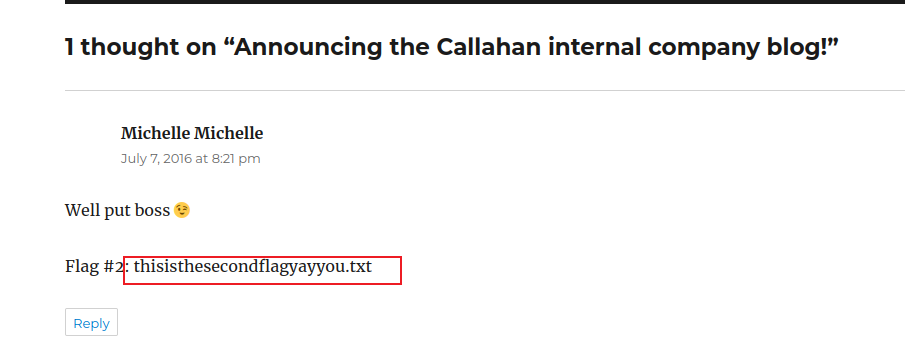 1 thought on “Announcing the Callahan internal company blog!”
Michelle Michelle
July 7, 2016 at 8:21 pm
Well put boss 😉
Flag #2: thisisthesecondflagyayyou.txt
Reply